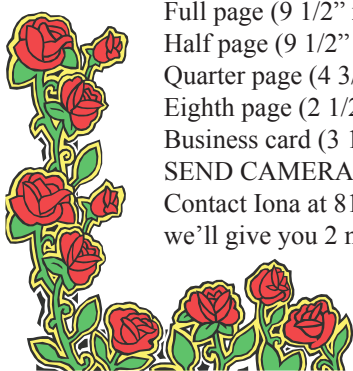 Full page (9 1/2”
Half page (9 1/2”
Quarter page (4 3/
Eighth page (2 1/2
Business card (3 1
SEND CAMERA
Contact Iona at 81
we’ll give you 2